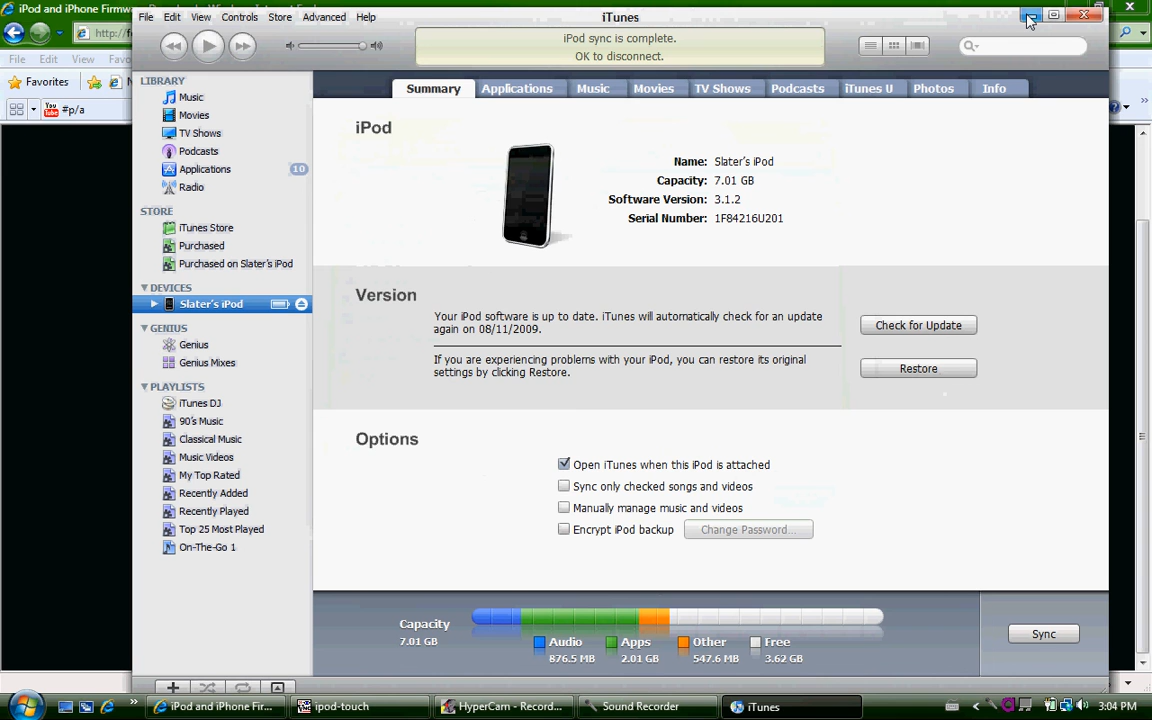 iPod and iPhone Firmw
File Edit View Controls Store Advanced Help
iTunes
http://f
File Edit View Favo
Favorites
You Tube #p/a
iPod sync is complete.
OK to disconnect.
LIBRARY
Music
Movies
TV Shows
Podcasts
Applications 10
Radio
STORE
iTunes Store
Purchased
Purchased on Slater's iPod
DEVICES
Slater's iPod
GENIUS
Genius
Genius Mixes
PLAYLISTS
iTunes DJ
90's Music
Classical Music
Music Videos
My Top Rated
Recently Added
Recently Played
Top 25 Most Played
On-The-Go 1
Summary Applications Music Movies TV Shows Podcasts iTunes U Photos Info
iPod
Name: Slater's iPod
Capacity: 7.01 GB
Software Version: 3.1.2
Serial Number: 1F84216U201
Version
Your iPod software is up to date. iTunes will automatically check for an update
again on 08/11/2009.
Check for Update
If you are experiencing problems with your iPod, you can restore its original
settings by clicking Restore.
Restore
Options
Open iTunes when this iPod is attached
Sync only checked songs and videos
Manually manage music and videos
Encrypt iPod backup Change Password...
Capacity
7.01 GB
Audio
876.5 MB
Apps
2.01 GB
Other
547.6 MB
Free
3.62 GB
Sync
iPod and iPhone Fir... ipod-touch HyperCam - Record... Sound Recorder iTunes 3:04 PM